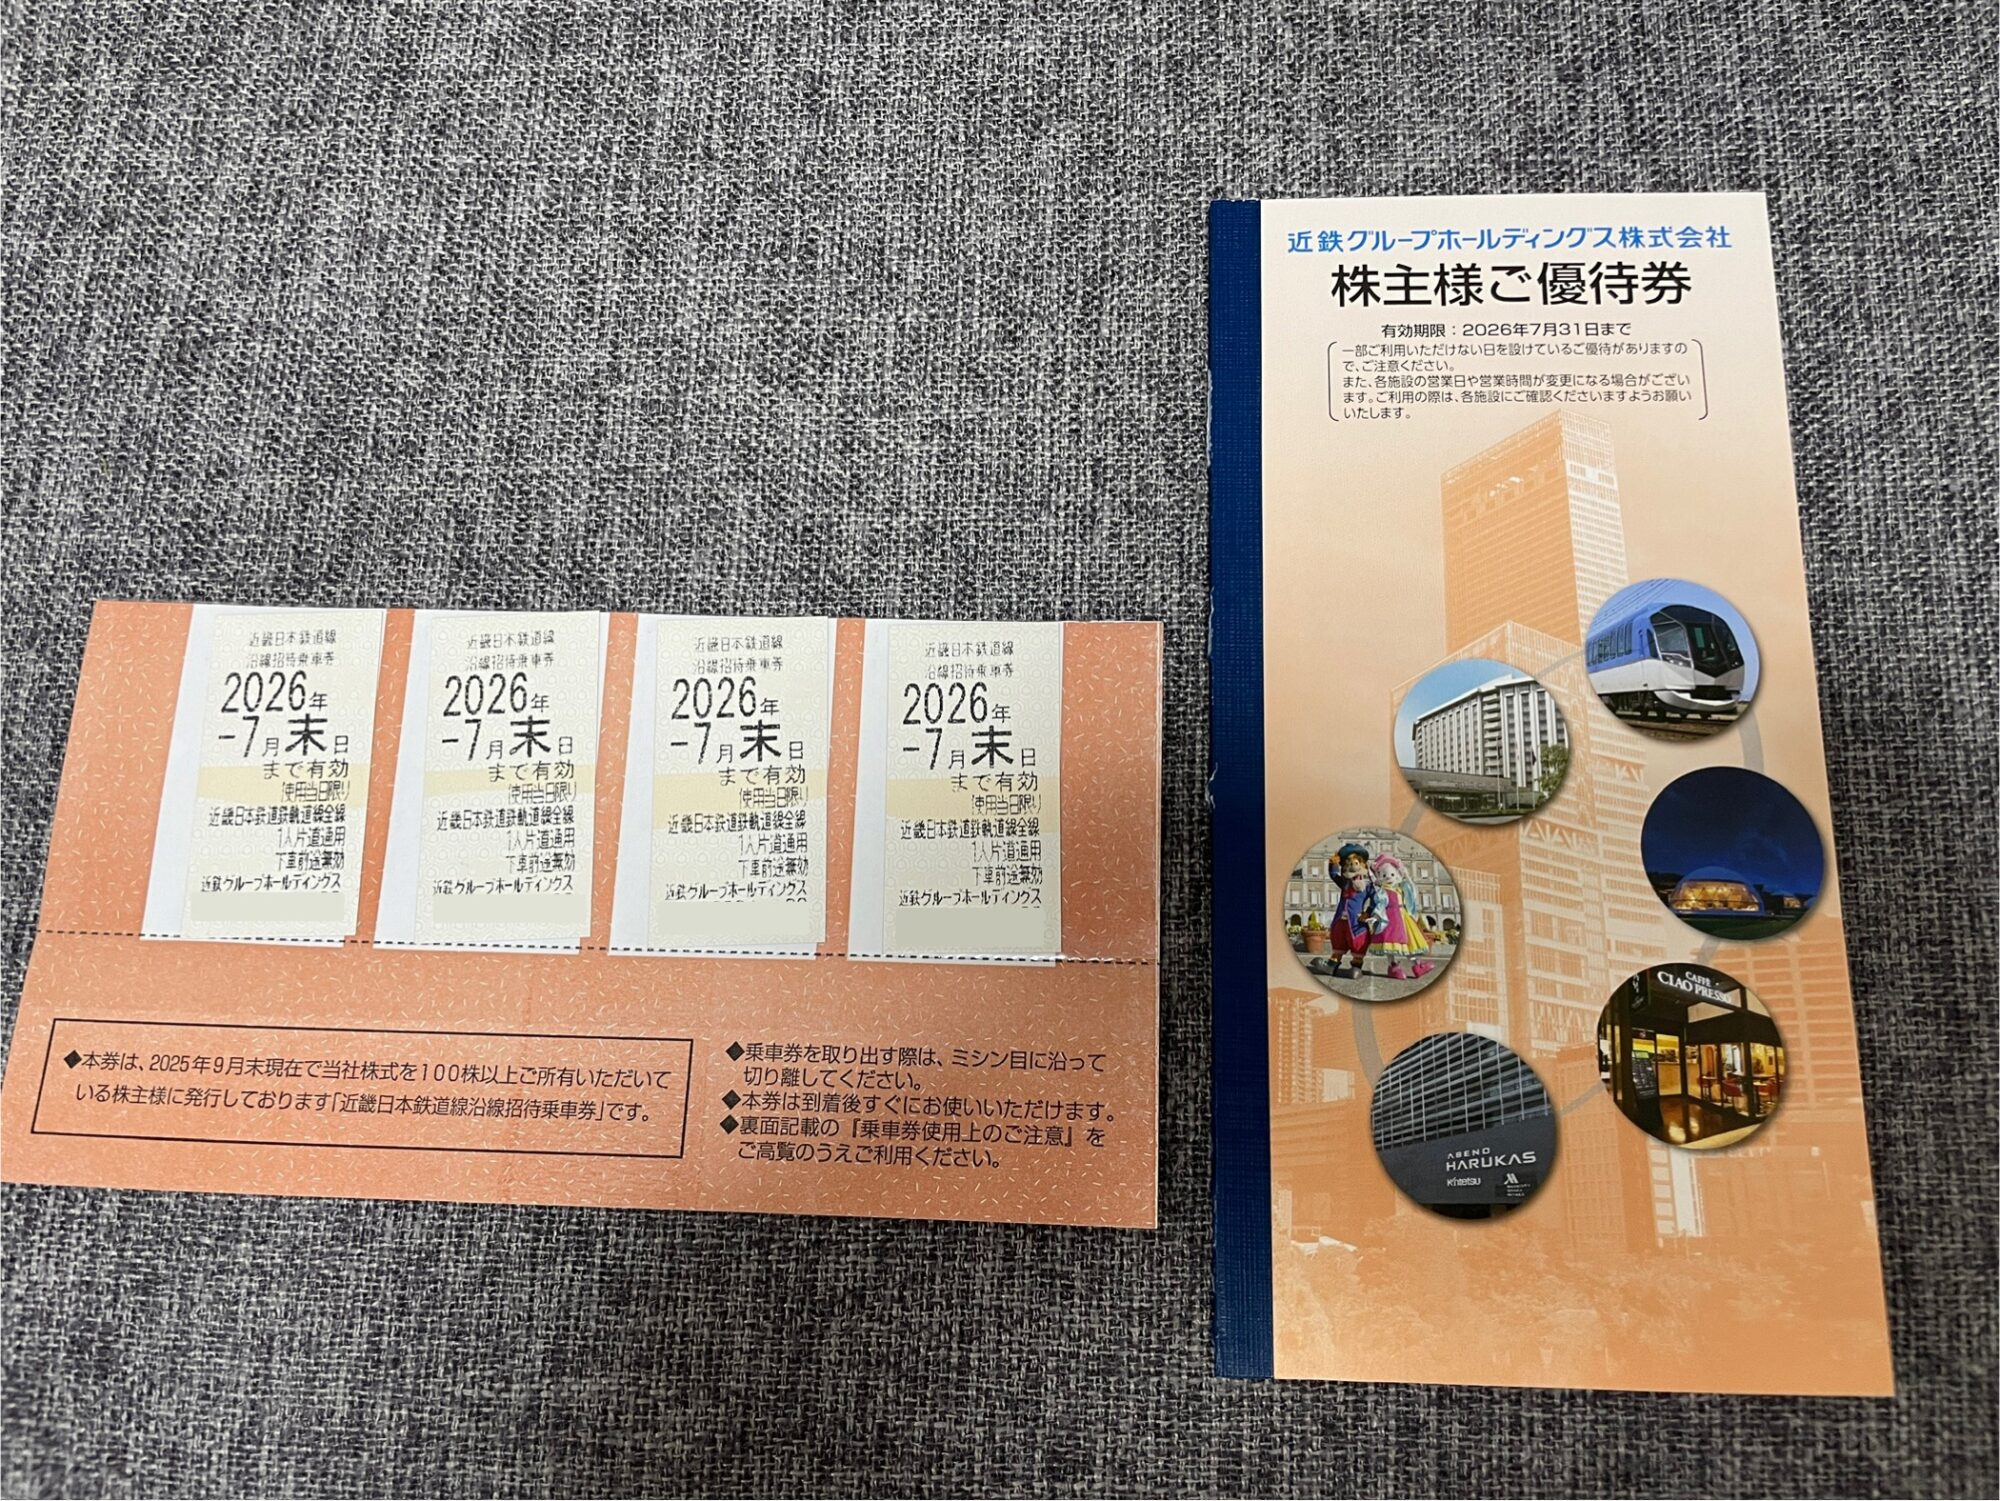 近畿日本鉄道線
沿線招待乗車券
2026年
-7月末日
まで有効
使用当日限り
近畿日本鉄道鉄軌道線全線
1人片道通用
下車前途無効
近鉄グループホールディングス
近畿日本鉄道線
沿線招待乗車券
2026年
-7月末日
まで有効
使用当日限り
近畿日本鉄道鉄軌道線全線
1人片道通用
下車前途無効
近鉄グループホールディングス
近畿日本鉄道線
沿線招待乗車券
2026年
-7月末日
まで有効
使用当日限り
近畿日本鉄道鉄軌道線全線
1人片道通用
下車前途無効
近鉄グループホールディングス
近畿日本鉄道線
沿線招待乗車券
2026年
-7月末日
まで有効
使用当日限り
近畿日本鉄道鉄軌道線全線
1人片道通用
下車前途無効
近鉄グループホールディングス
◆本券は、2025年9月末現在で当社株式を100株以上ご所有いただいて
いる株主様に発行しております「近畿日本鉄道線沿線招待乗車券」です。
◆乗車券を取り出す際は、ミシン目に沿って
切り離してください。
◆本券は到着後すぐにお使いいただけます。
◆裏面記載の『乗車券使用上のご注意』を
ご高覧のうえご利用ください。
近鉄グループホールディングス株式会社
株主様ご優待券
有効期限：2026年7月31日まで
一部ご利用いただけない日を設けているご優待がありますの
で、ご注意ください。
また、各施設の営業日や営業時間が変更になる場合がござい
ます。ご利用の際は、各施設にご確認くださいますようお願い
いたします。
CAFFE
CIAO PRESSO
ABENO
HARUKAS
Kintetsu